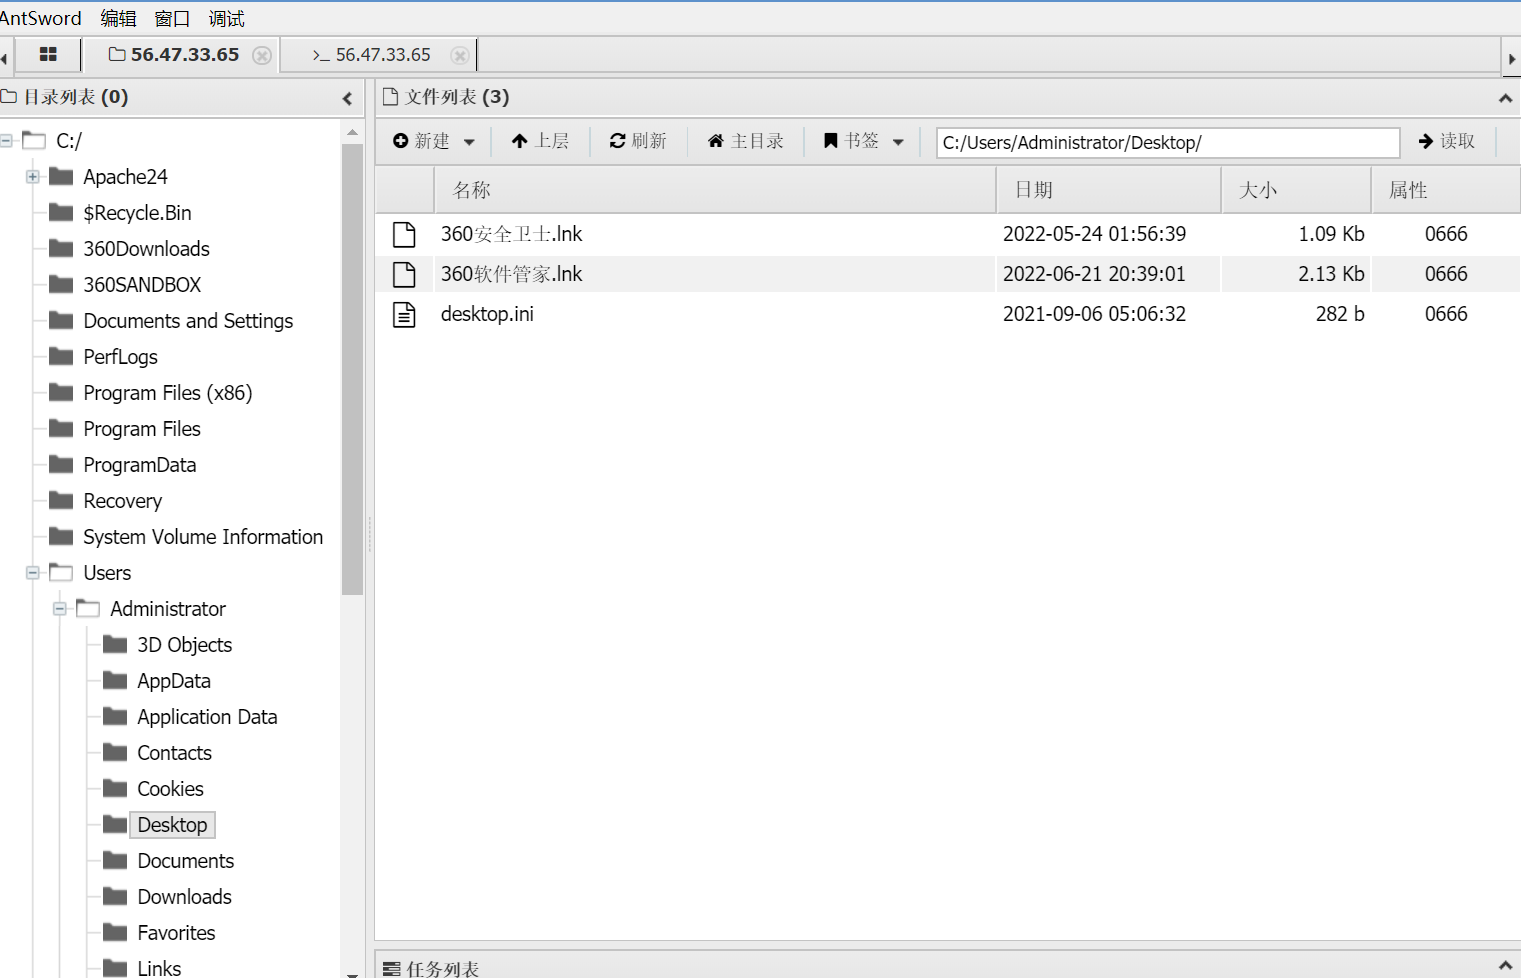 AntSword 编辑 窗口 调试
56.47.33.65 >_ 56.47.33.65
目录列表 (0)
文件列表 (3)
新建 上层 刷新 主目录 书签 C:/Users/Administrator/Desktop/ 读取
名称 日期 大小 属性
360安全卫士.lnk 2022-05-24 01:56:39 1.09 Kb 0666
360软件管家.lnk 2022-06-21 20:39:01 2.13 Kb 0666
desktop.ini 2021-09-06 05:06:32 282 b 0666
C:/
Apache24
$Recycle.Bin
360Downloads
360SANDBOX
Documents and Settings
PerfLogs
Program Files (x86)
Program Files
ProgramData
Recovery
System Volume Information
Users
Administrator
3D Objects
AppData
Application Data
Contacts
Cookies
Desktop
Documents
Downloads
Favorites
Links
任务列表